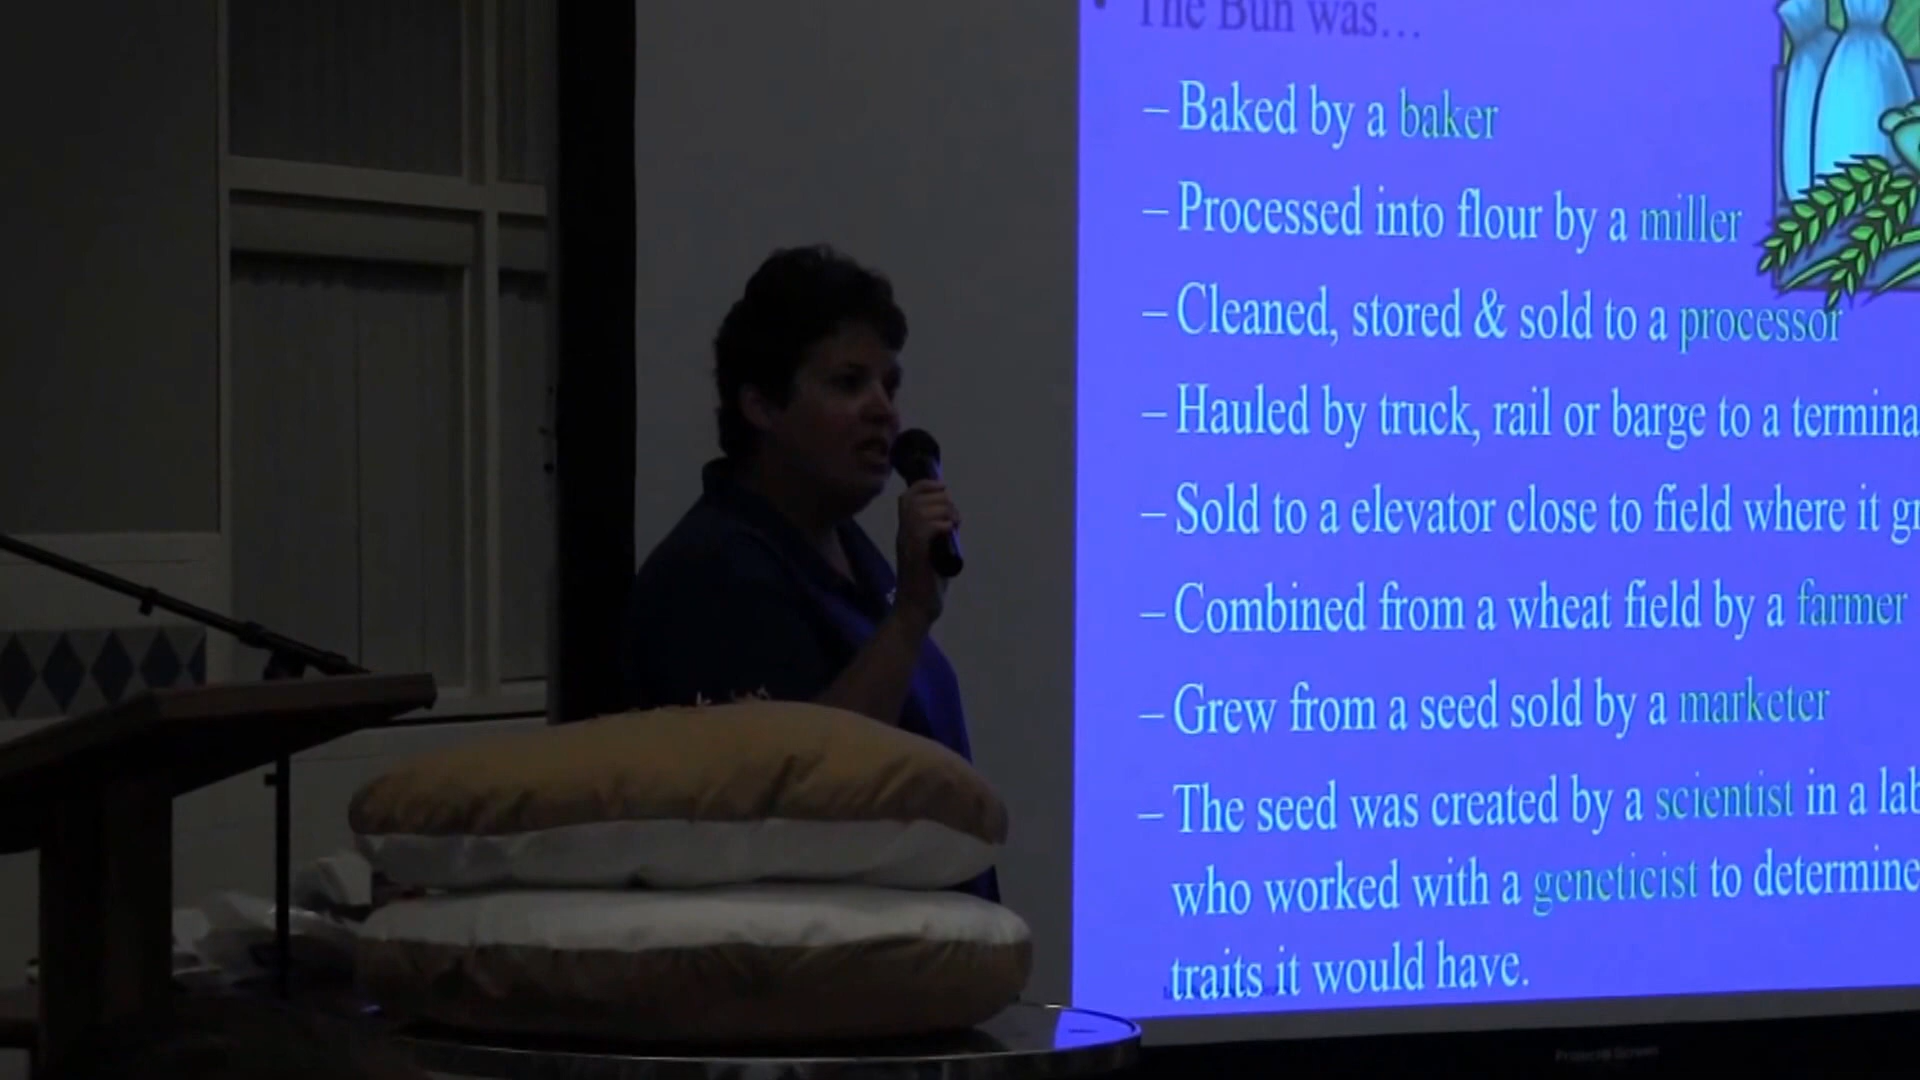 • The Bun was…
– Baked by a baker
– Processed into flour by a miller
– Cleaned, stored & sold to a processor
– Hauled by truck, rail or barge to a termina
– Sold to a elevator close to field where it gr
– Combined from a wheat field by a farmer
– Grew from a seed sold by a marketer
– The seed was created by a scientist in a lab
who worked with a geneticist to determine
traits it would have.